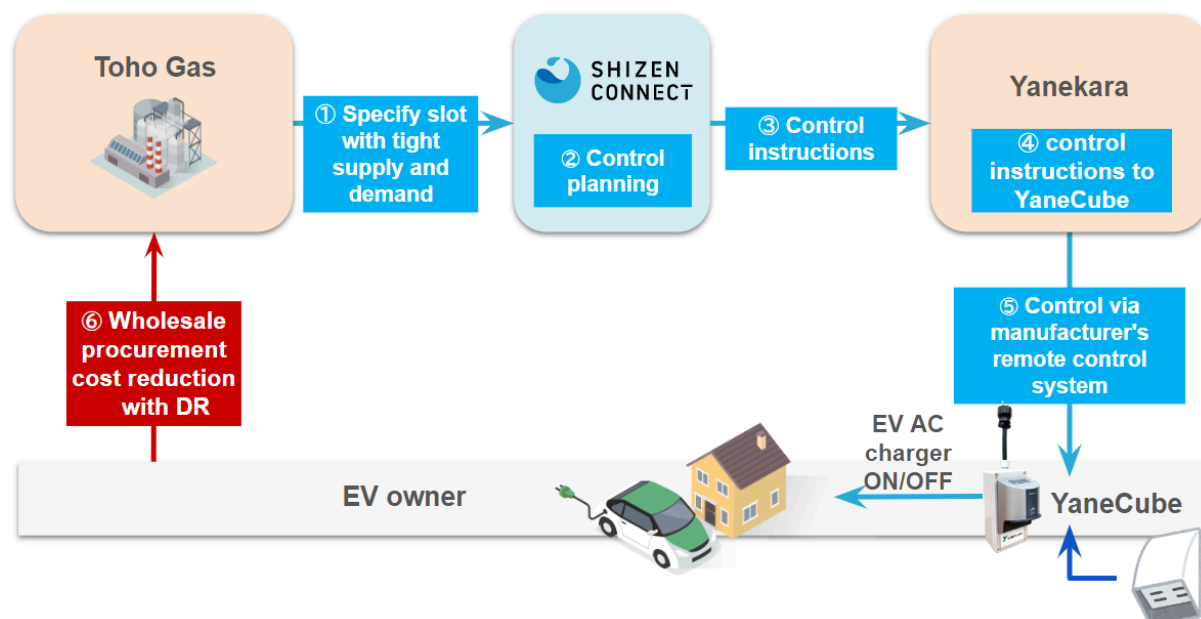 Toho Gas
① Specify slot
with tight
supply and
demand
SHIZEN
CONNECT
② Control
planning
③ Control
instructions
Yanekara
④ control
instructions to
YaneCube
⑤ Control via
manufacturer's
remote control
system
⑥ Wholesale
procurement
cost reduction
with DR
EV AC
charger
ON/OFF
EV owner
YaneCube